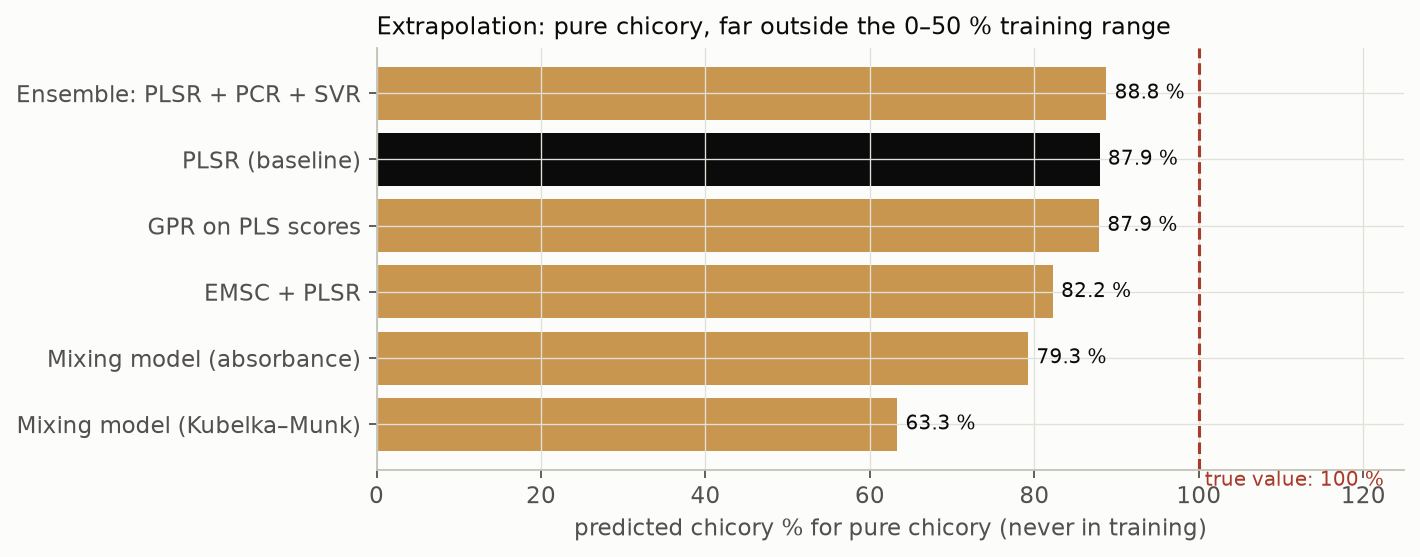 Extrapolation: pure chicory, far outside the 0–50 % training range
Ensemble: PLSR + PCR + SVR
88.8 %
PLSR (baseline)
87.9 %
GPR on PLS scores
87.9 %
EMSC + PLSR
82.2 %
Mixing model (absorbance)
79.3 %
Mixing model (Kubelka–Munk)
63.3 %
true value: 100 %
0 20 40 60 80 100 120
predicted chicory % for pure chicory (never in training)